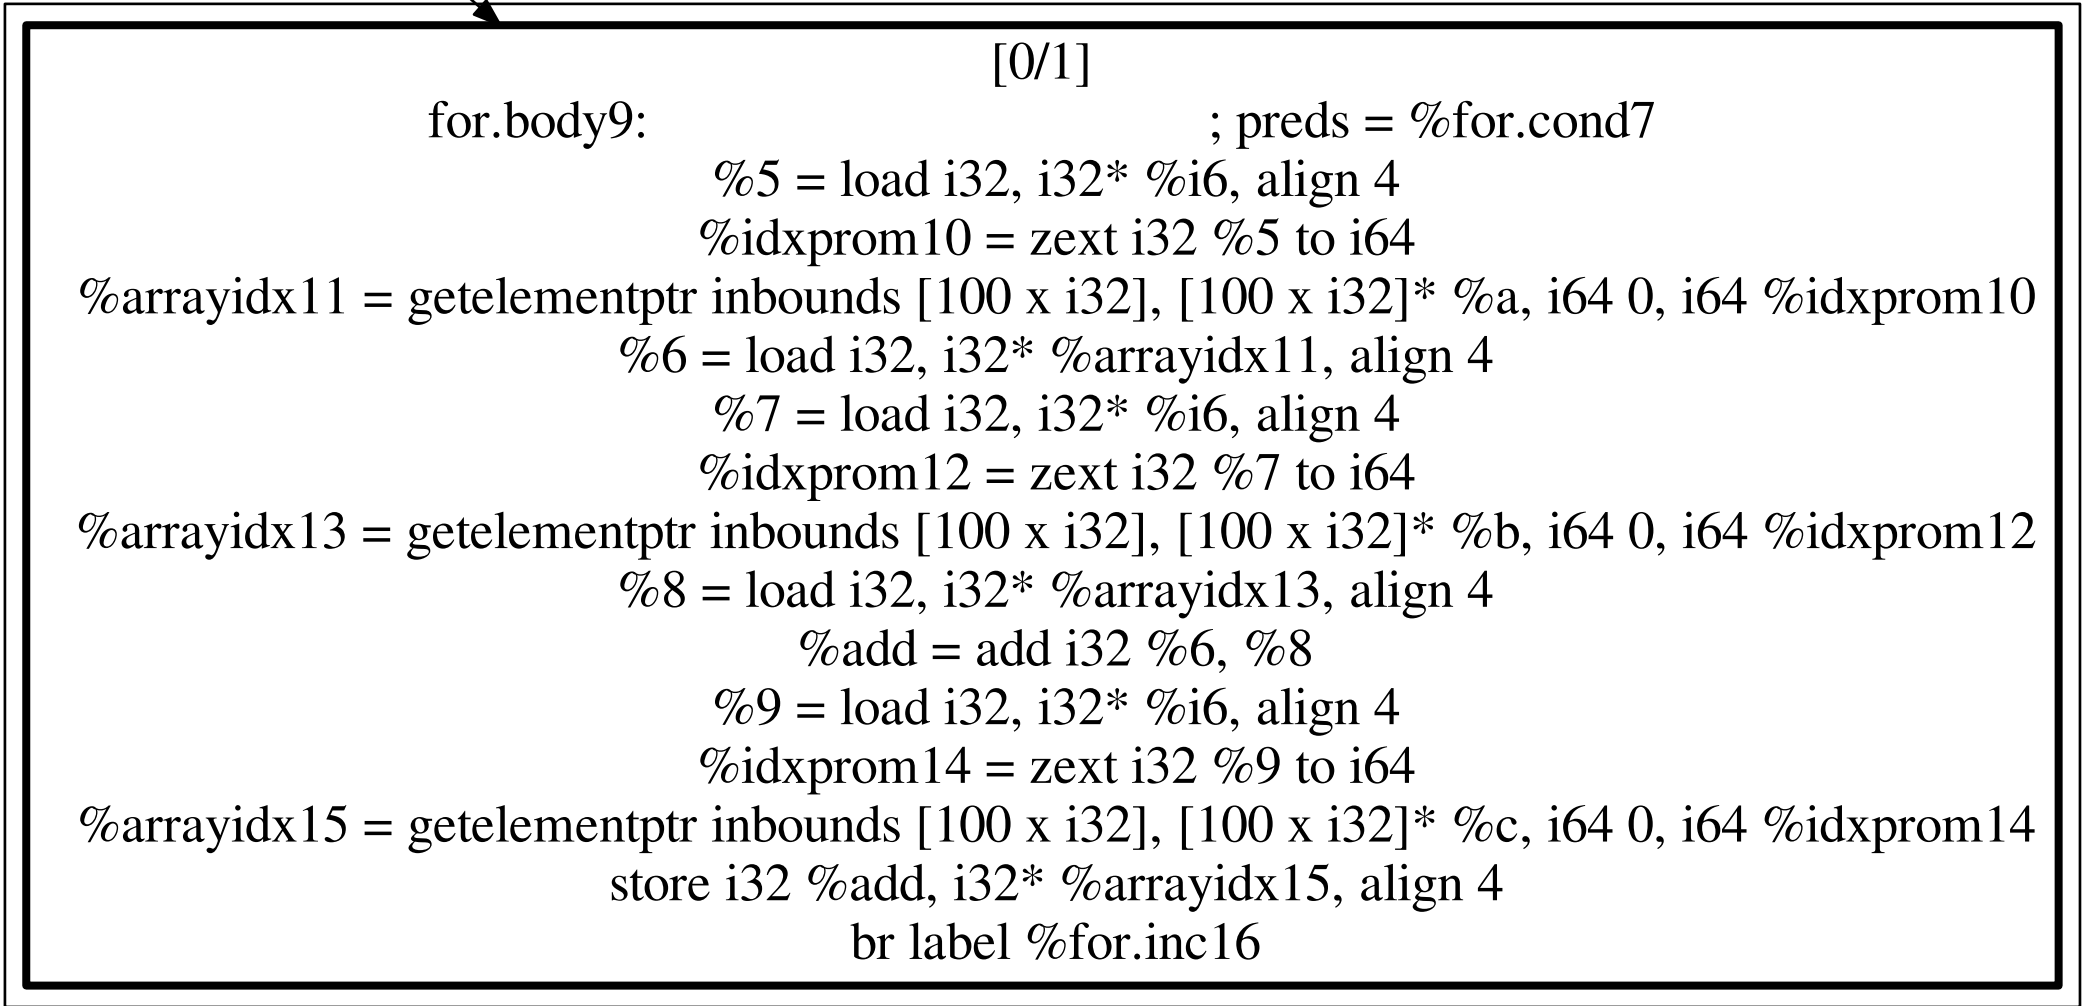 [0/1]
for.body9: ; preds = %for.cond7
%5 = load i32, i32* %i6, align 4
%idxprom10 = zext i32 %5 to i64
%arrayidx11 = getelementptr inbounds [100 x i32], [100 x i32]* %a, i64 0, i64 %idxprom10
%6 = load i32, i32* %arrayidx11, align 4
%7 = load i32, i32* %i6, align 4
%idxprom12 = zext i32 %7 to i64
%arrayidx13 = getelementptr inbounds [100 x i32], [100 x i32]* %b, i64 0, i64 %idxprom12
%8 = load i32, i32* %arrayidx13, align 4
%add = add i32 %6, %8
%9 = load i32, i32* %i6, align 4
%idxprom14 = zext i32 %9 to i64
%arrayidx15 = getelementptr inbounds [100 x i32], [100 x i32]* %c, i64 0, i64 %idxprom14
store i32 %add, i32* %arrayidx15, align 4
br label %for.inc16